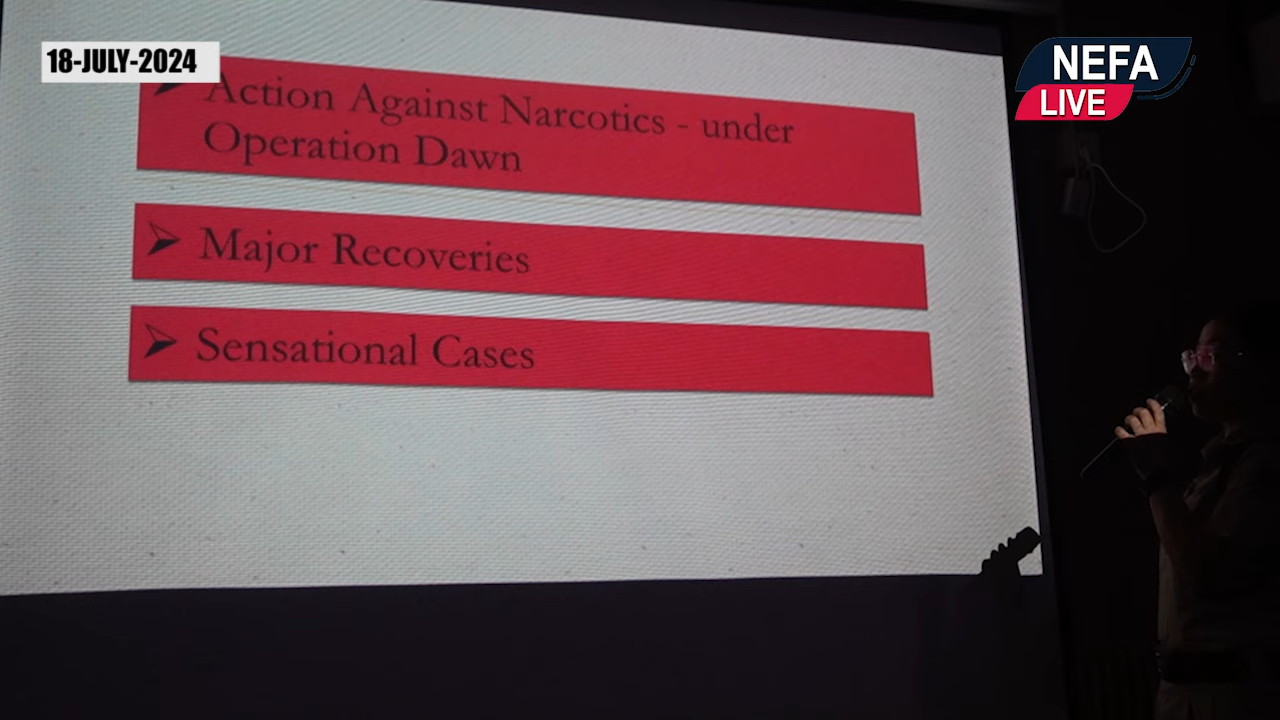 18-JULY-2024
NEFA
LIVE
Action Against Narcotics - under
Operation Dawn
Major Recoveries
Sensational Cases